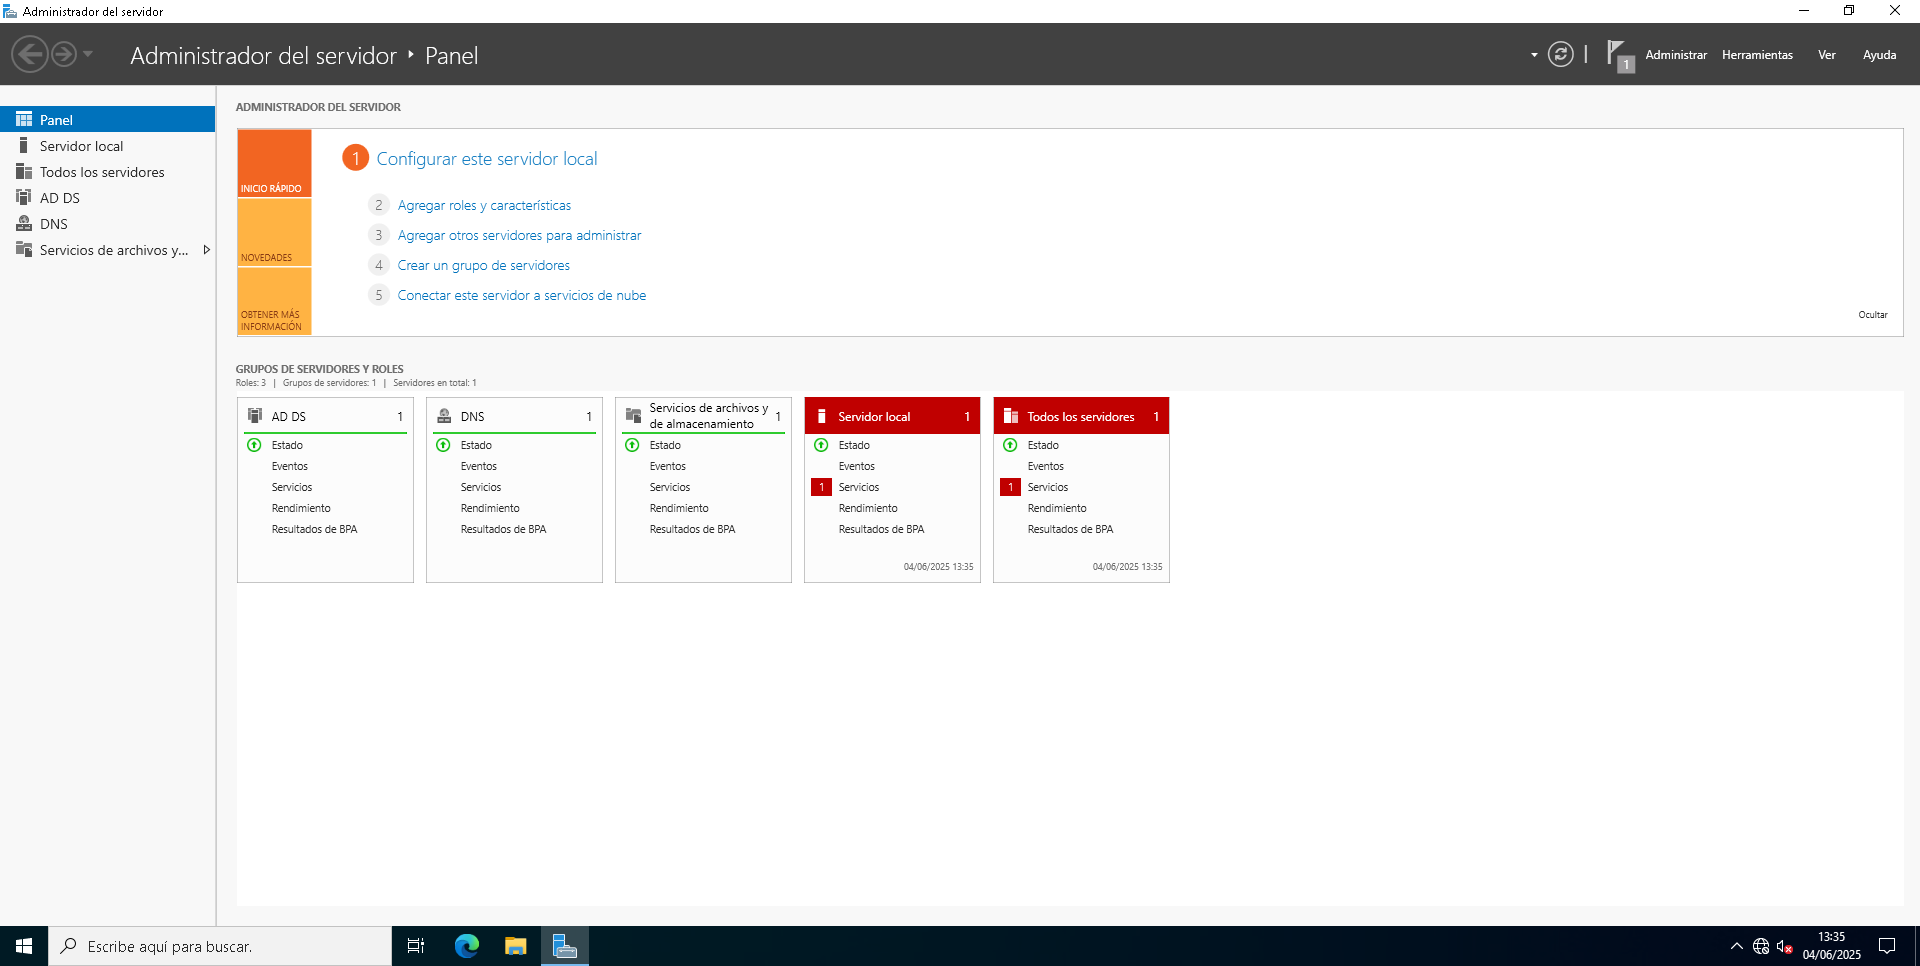 Administrador del servidor
Administrador del servidor ‣ Panel
1
Administrar
Herramientas
Ver
Ayuda
Panel
Servidor local
Todos los servidores
AD DS
DNS
Servicios de archivos y...
ADMINISTRADOR DEL SERVIDOR
INICIO RÁPIDO
NOVEDADES
OBTENER MÁS
INFORMACIÓN
1 Configurar este servidor local
2 Agregar roles y características
3 Agregar otros servidores para administrar
4 Crear un grupo de servidores
5 Conectar este servidor a servicios de nube
Ocultar
GRUPOS DE SERVIDORES Y ROLES
Roles: 3 | Grupos de servidores: 1 | Servidores en total: 1
AD DS 1
Estado
Eventos
Servicios
Rendimiento
Resultados de BPA
DNS 1
Estado
Eventos
Servicios
Rendimiento
Resultados de BPA
Servicios de archivos y
de almacenamiento 1
Estado
Eventos
Servicios
Rendimiento
Resultados de BPA
Servidor local 1
Estado
Eventos
1 Servicios
Rendimiento
Resultados de BPA
04/06/2025 13:35
Todos los servidores 1
Estado
Eventos
1 Servicios
Rendimiento
Resultados de BPA
04/06/2025 13:35
Escribe aquí para buscar.
13:35
04/06/2025